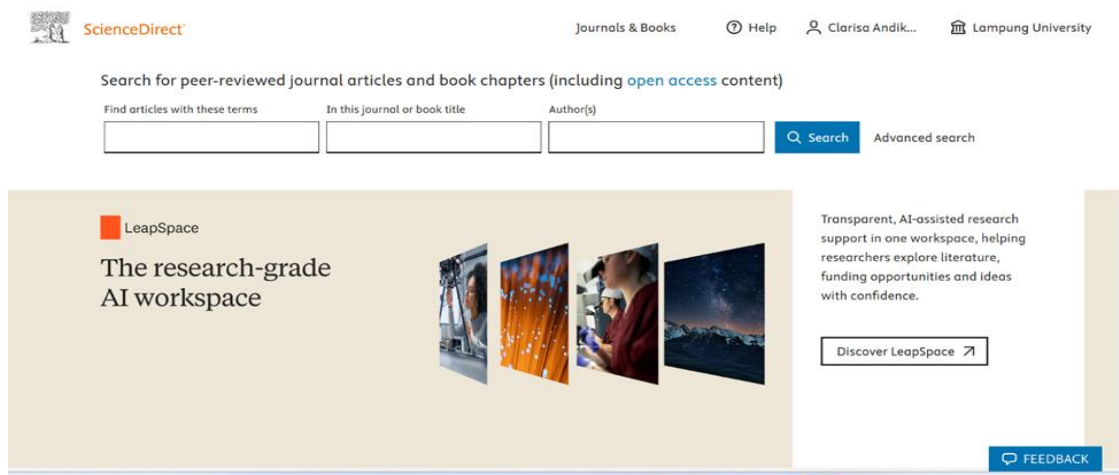 ScienceDirect
Journals & Books
Help
Clarisa Andik...
Lampung University
Search for peer-reviewed journal articles and book chapters (including open access content)
Find articles with these terms
In this journal or book title
Author(s)
Search
Advanced search
LeapSpace
The research-grade
AI workspace
Transparent, AI-assisted research
support in one workspace, helping
researchers explore literature,
funding opportunities and ideas
with confidence.
Discover LeapSpace
FEEDBACK